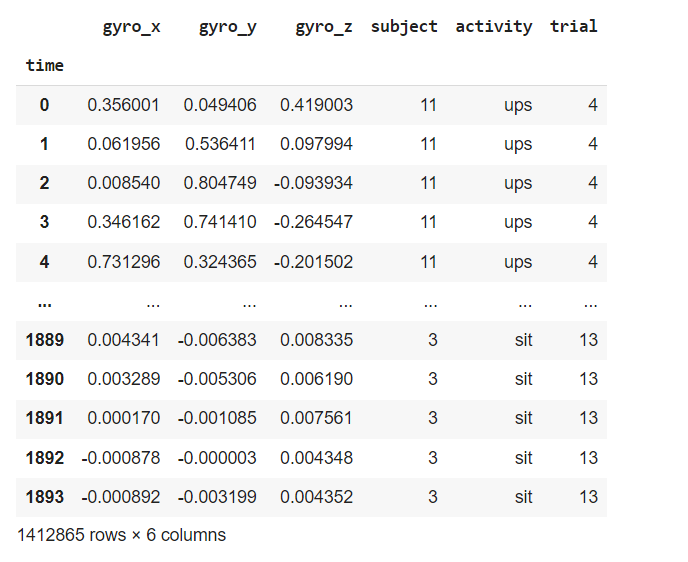 gyro_x gyro_y gyro_z subject activity trial
time
0 0.356001 0.049406 0.419003 11 ups 4
1 0.061956 0.536411 0.097994 11 ups 4
2 0.008540 0.804749 -0.093934 11 ups 4
3 0.346162 0.741410 -0.264547 11 ups 4
4 0.731296 0.324365 -0.201502 11 ups 4
... ... ... ... ... ... ...
1889 0.004341 -0.006383 0.008335 3 sit 13
1890 0.003289 -0.005306 0.006190 3 sit 13
1891 0.000170 -0.001085 0.007561 3 sit 13
1892 -0.000878 -0.000003 0.004348 3 sit 13
1893 -0.000892 -0.003199 0.004352 3 sit 13
1412865 rows × 6 columns